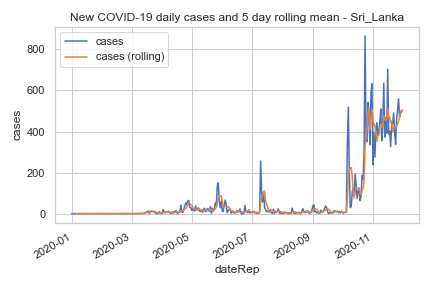 New COVID-19 daily cases and 5 day rolling mean - Sri_Lanka
cases
cases (rolling)
cases
800
600
400
200
0
2020-01
2020-03
2020-05
2020-07
2020-09
2020-11
dateRep